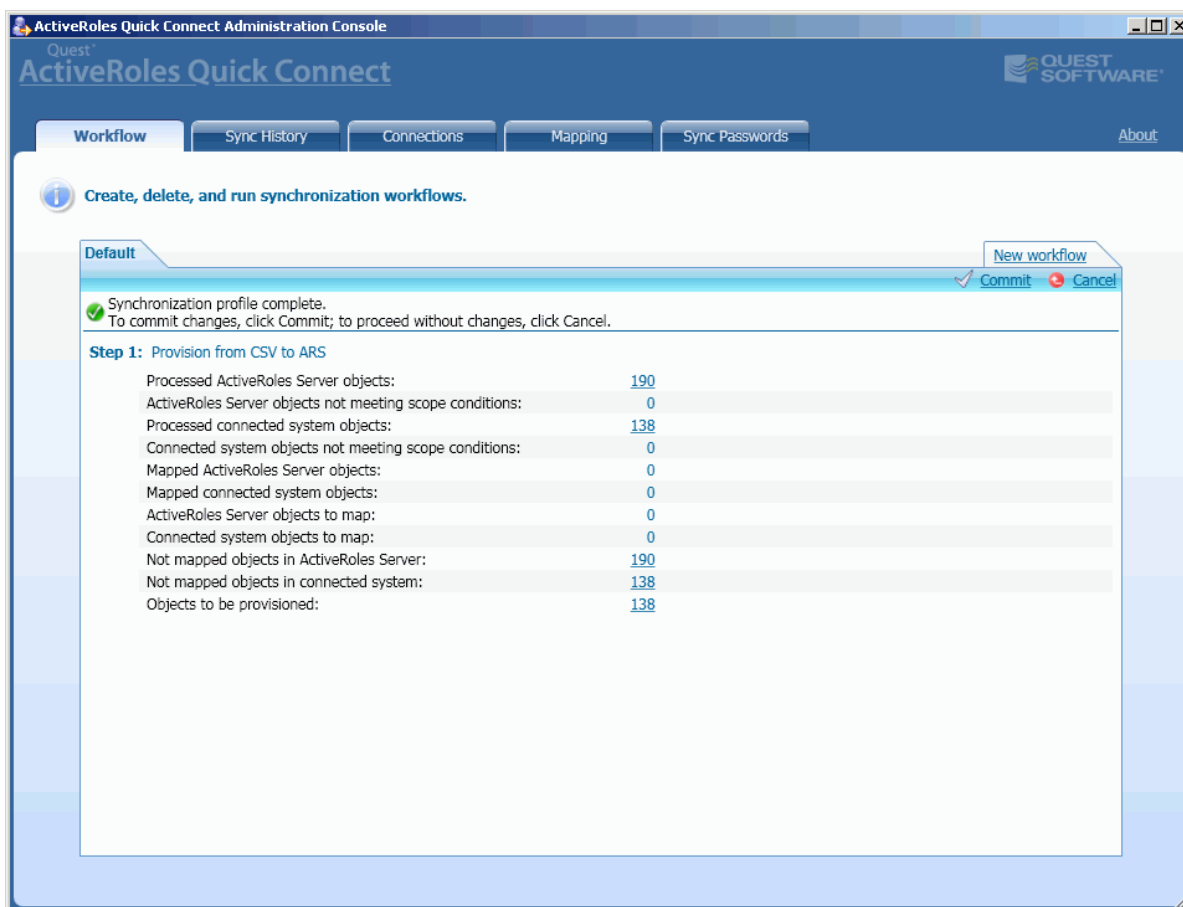 ActiveRoles Quick Connect Administration Console
Quest®
ActiveRoles Quick Connect
QUEST SOFTWARE®
Workflow
Sync History
Connections
Mapping
Sync Passwords
About
Create, delete, and run synchronization workflows.
Default
New workflow
Commit
Cancel
Synchronization profile complete.
To commit changes, click Commit; to proceed without changes, click Cancel.
Step 1: Provision from CSV to ARS
Processed ActiveRoles Server objects: 190
ActiveRoles Server objects not meeting scope conditions: 0
Processed connected system objects: 138
Connected system objects not meeting scope conditions: 0
Mapped ActiveRoles Server objects: 0
Mapped connected system objects: 0
ActiveRoles Server objects to map: 0
Connected system objects to map: 0
Not mapped objects in ActiveRoles Server: 190
Not mapped objects in connected system: 138
Objects to be provisioned: 138